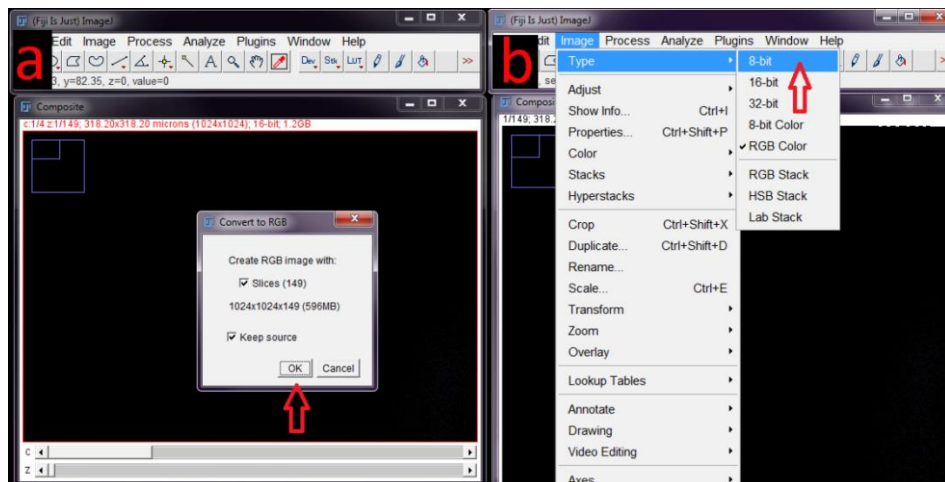 (Fiji Is Just) ImageJ
a
Edit Image Process Analyze Plugins Window Help
A Dev Stk LUT >>
3, y=82.35, z=0, value=0
Composite
c:1/4 z:1/149; 318.20x318.20 microns (1024x1024); 16-bit; 1.2GB
Convert to RGB
Create RGB image with:
Slices (149)
1024x1024x149 (596MB)
Keep source
OK Cancel
c
z
(Fiji Is Just) ImageJ
b
dit Image Process Analyze Plugins Window Help
>>
Composi
1/149; 318.2
Type
Adjust
Show Info... Ctrl+I
Properties... Ctrl+Shift+P
Color
Stacks
Hyperstacks
Crop Ctrl+Shift+X
Duplicate... Ctrl+Shift+D
Rename...
Scale... Ctrl+E
Transform
Zoom
Overlay
Lookup Tables
Annotate
Drawing
Video Editing
Axes
8-bit
16-bit
32-bit
8-bit Color
RGB Color
RGB Stack
HSB Stack
Lab Stack